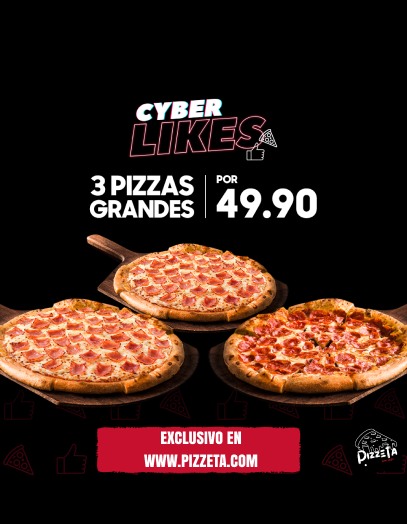 CYBER
LIKES
3 PIZZAS
GRANDES
POR
49.90
EXCLUSIVO EN
WWW.PIZZETA.COM
PIZZETA